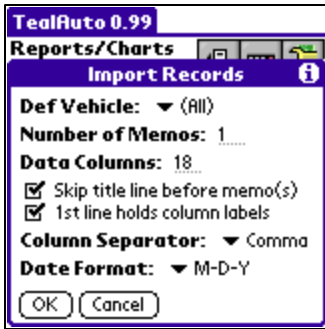 TealAuto 0.99
Reports/Charts
Import Records
i
Def Vehicle: (All)
Number of Memos: 1
Data Columns: 18
Skip title line before memo(s)
1st line holds column labels
Column Separator: Comma
Date Format: M-D-Y
OK Cancel